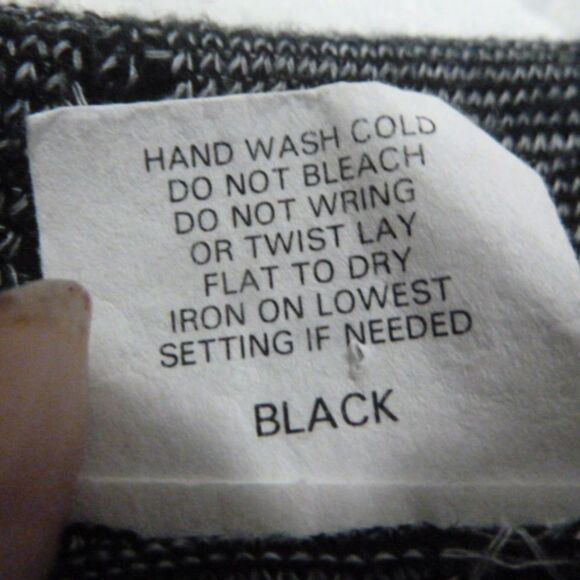 HAND WASH COLD
DO NOT BLEACH
DO NOT WRING
OR TWIST LAY
FLAT TO DRY
IRON ON LOWEST
SETTING IF NEEDED
BLACK